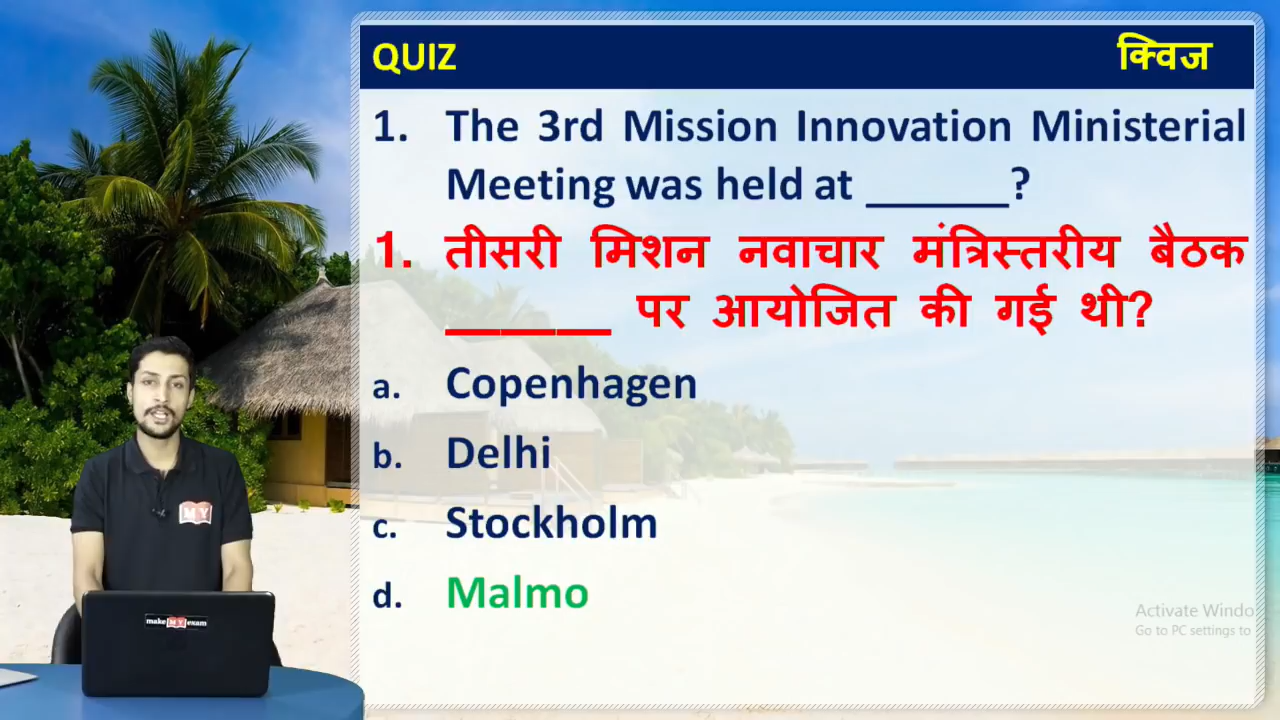 QUIZ क्विज
1. The 3rd Mission Innovation Ministerial
Meeting was held at ______?
1. तीसरी मिशन नवाचार मंत्रिस्तरीय बैठक
______ पर आयोजित की गई थी?
a. Copenhagen
b. Delhi
c. Stockholm
d. Malmo
MY
make MY exam
Activate Windo
Go to PC settings to